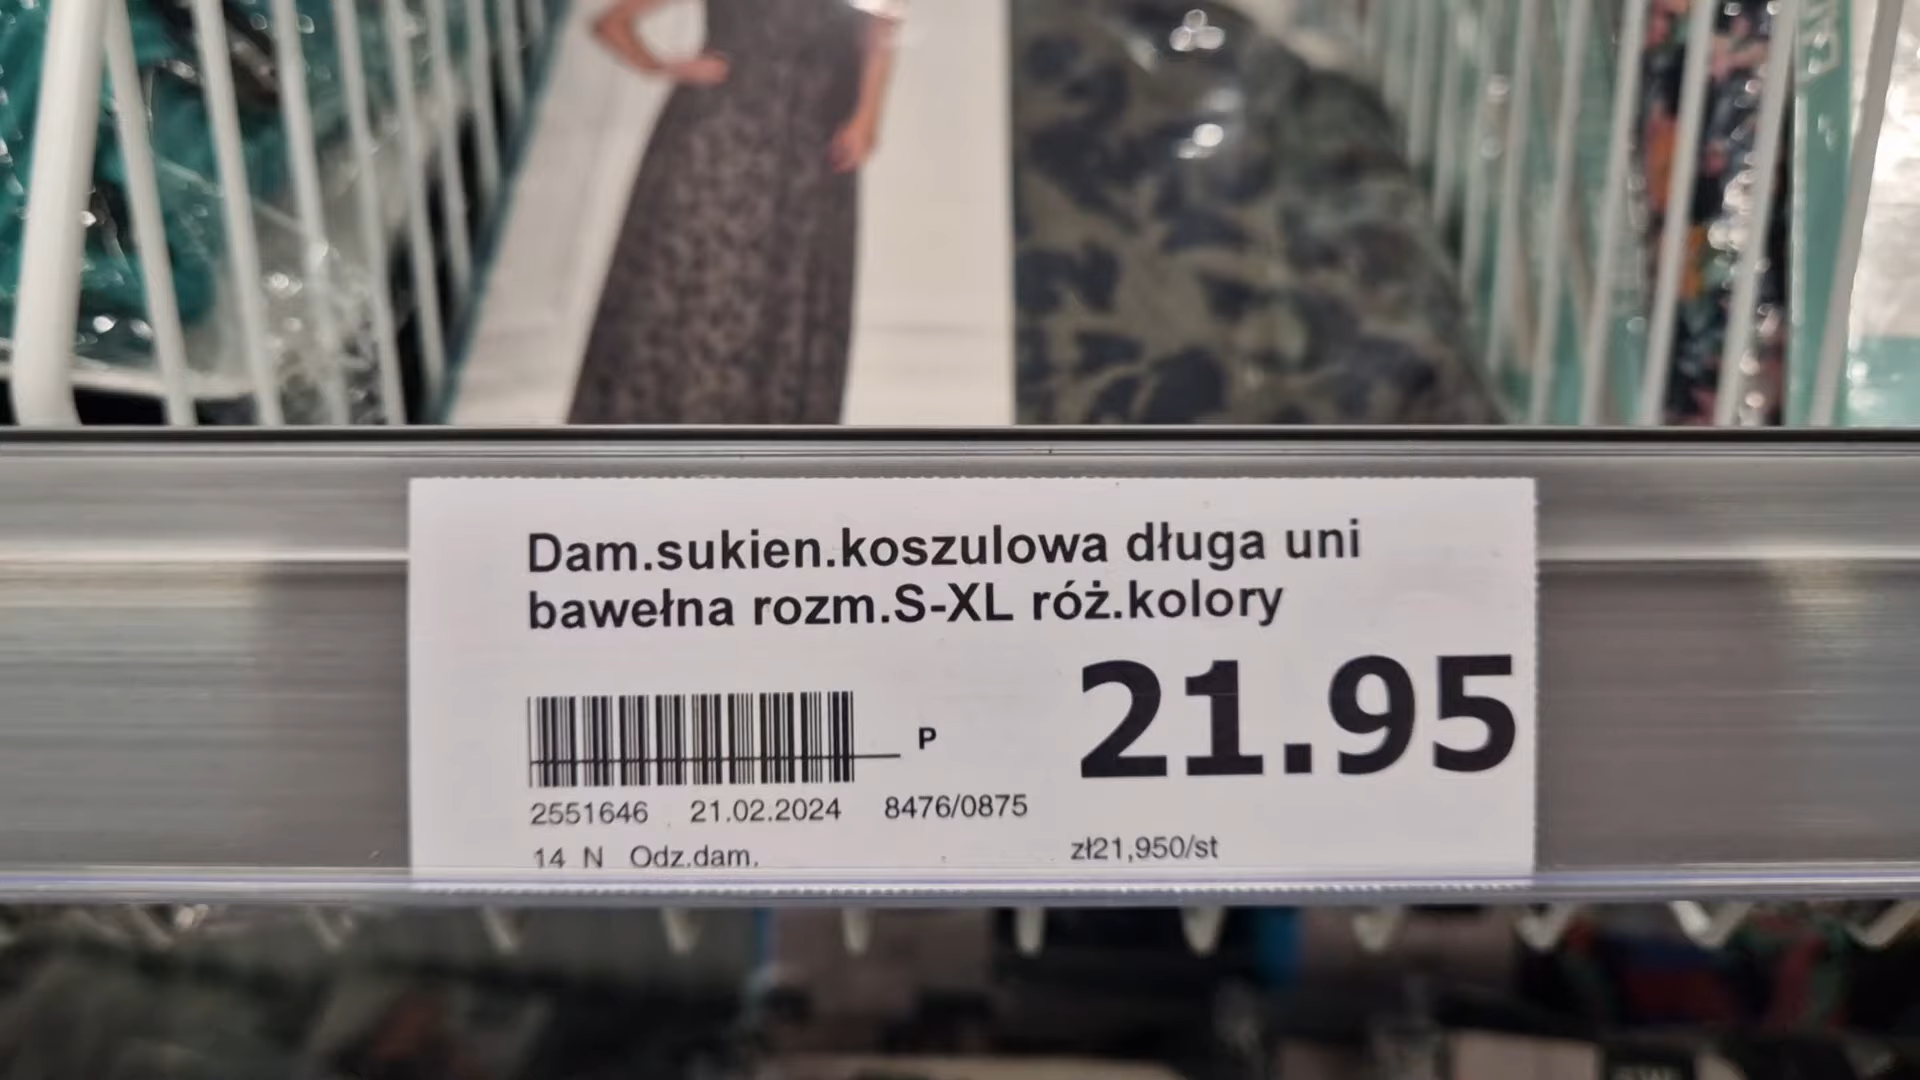 Dam.sukien.koszulowa długa uni
bawełna rozm.S-XL róż.kolory
21.95
P
2551646 21.02.2024 8476/0875
14 N Odz.dam. zł21,950/st